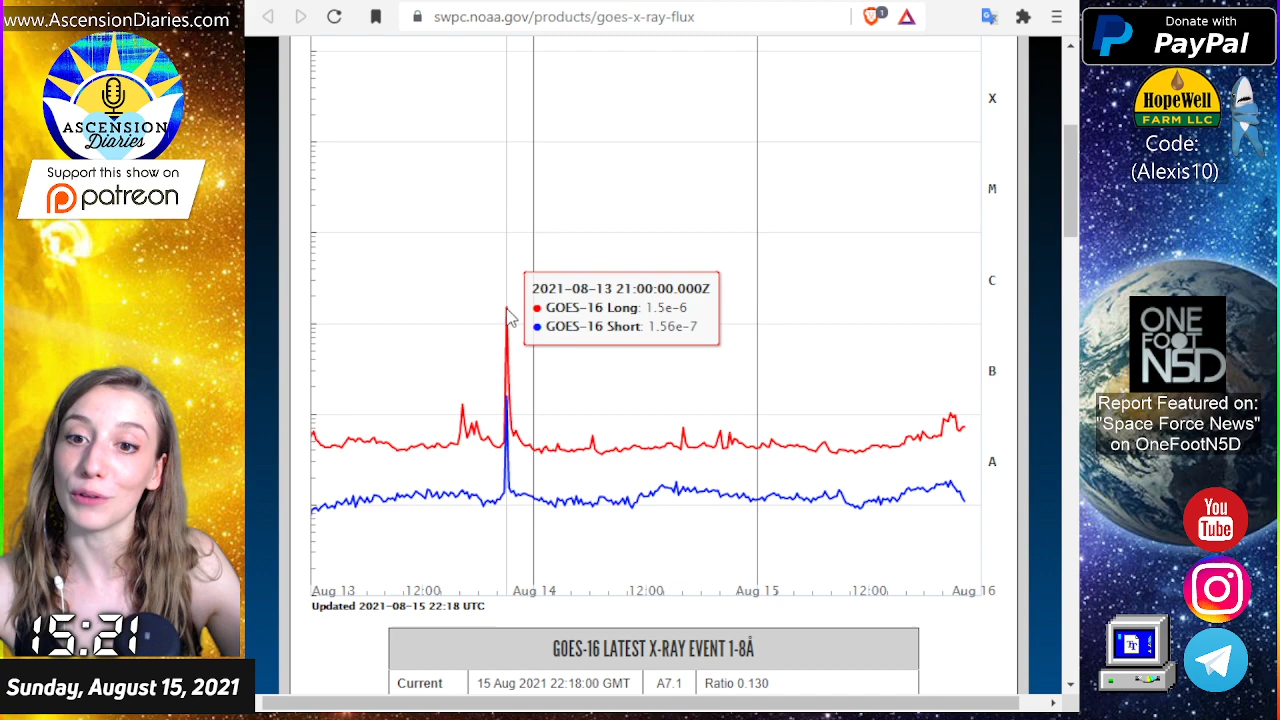 www.AscensionDiaries.com
ASCENSION
Diaries
Support this show on
patreon
15:21
Sunday, August 15, 2021
swpc.noaa.gov/products/goes-x-ray-flux
1
X
M
C
B
A
2021-08-13 21:00:00.000Z
GOES-16 Long: 1.5e-6
GOES-16 Short: 1.56e-7
Aug 13
12:00
Aug 14
12:00
Aug 15
12:00
Aug 16
Updated 2021-08-15 22:18 UTC
GOES-16 LATEST X-RAY EVENT 1-8Å
Current
15 Aug 2021 22:18:00 GMT
A7.1
Ratio 0.130
Donate with
PayPal
HopeWell
FARM LLC
Code:
(Alexis10)
ONE
FOOT
N5D
Report Featured on:
"Space Force News"
on OneFootN5D
You
Tube